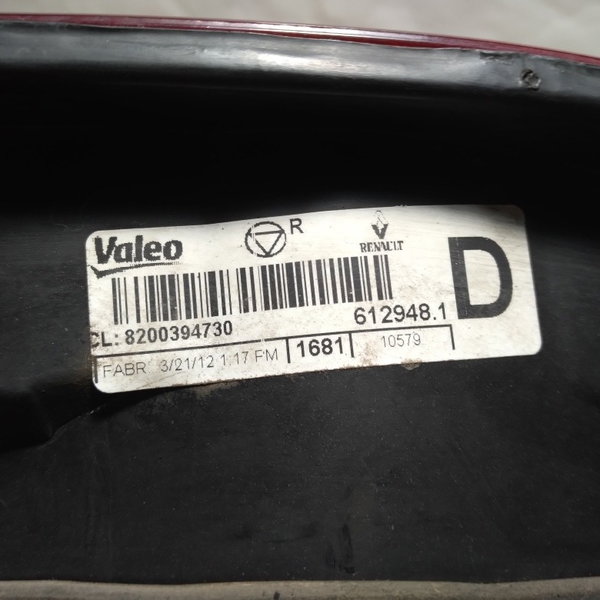 Valeo
R
RENAULT
D
CL: 8200394730
612948.1
FABR 3/21/12 1:17 PM
1681
10579